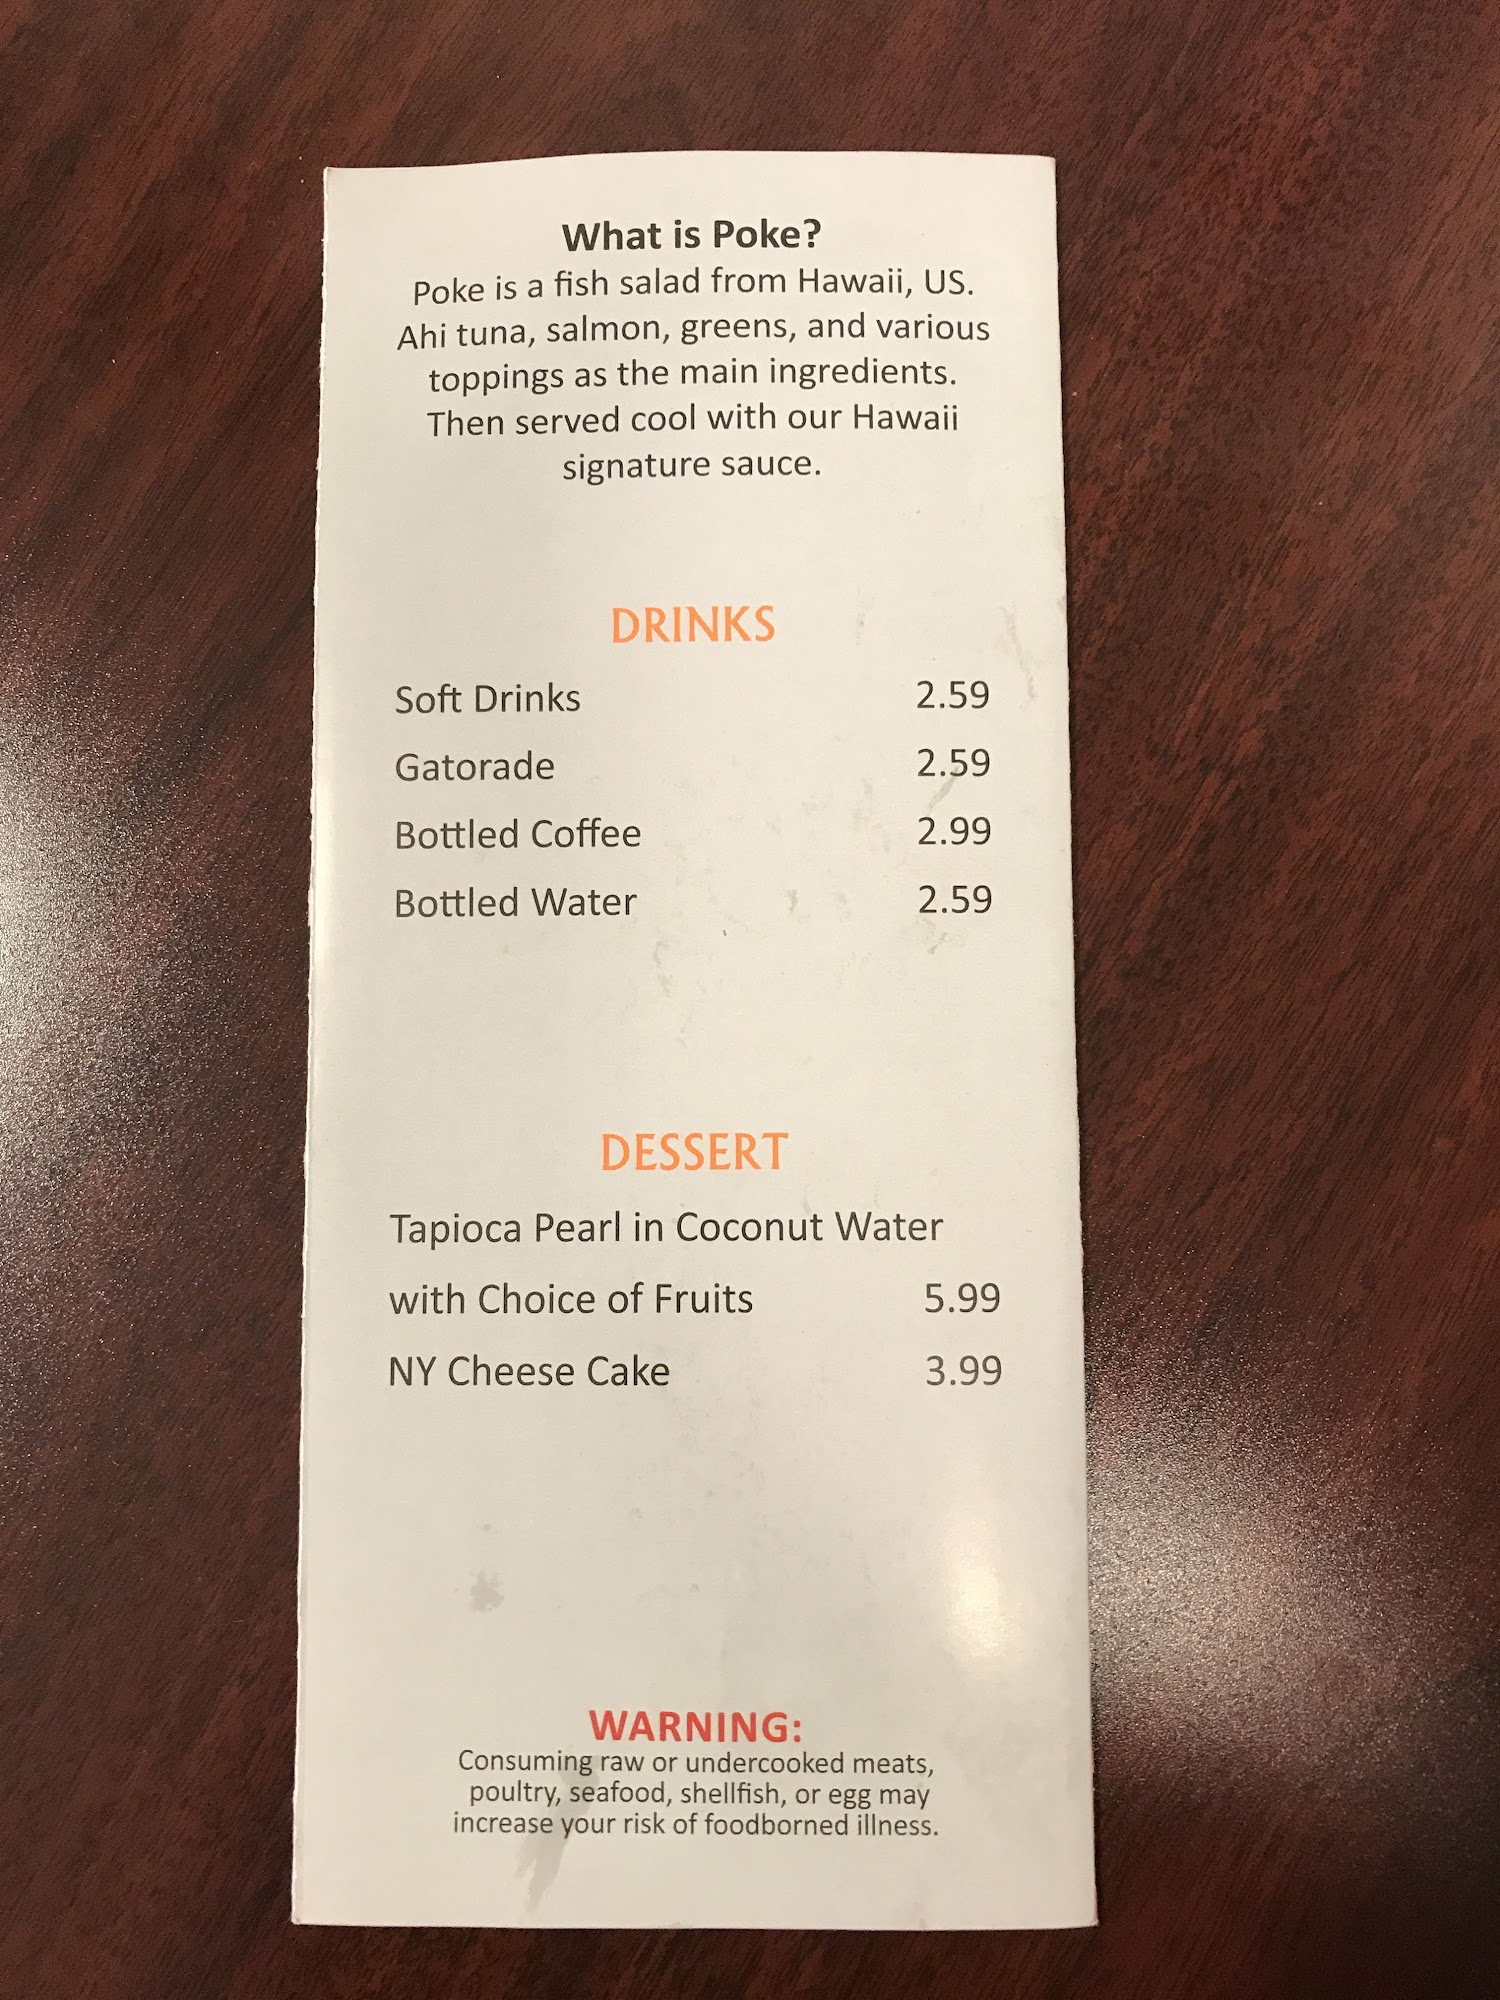 What is Poke?
Poke is a fish salad from Hawaii, US.
Ahi tuna, salmon, greens, and various
toppings as the main ingredients.
Then served cool with our Hawaii
signature sauce.
DRINKS
Soft Drinks 2.59
Gatorade 2.59
Bottled Coffee 2.99
Bottled Water 2.59
DESSERT
Tapioca Pearl in Coconut Water
with Choice of Fruits 5.99
NY Cheese Cake 3.99
WARNING:
Consuming raw or undercooked meats,
poultry, seafood, shellfish, or egg may
increase your risk of foodborned illness.